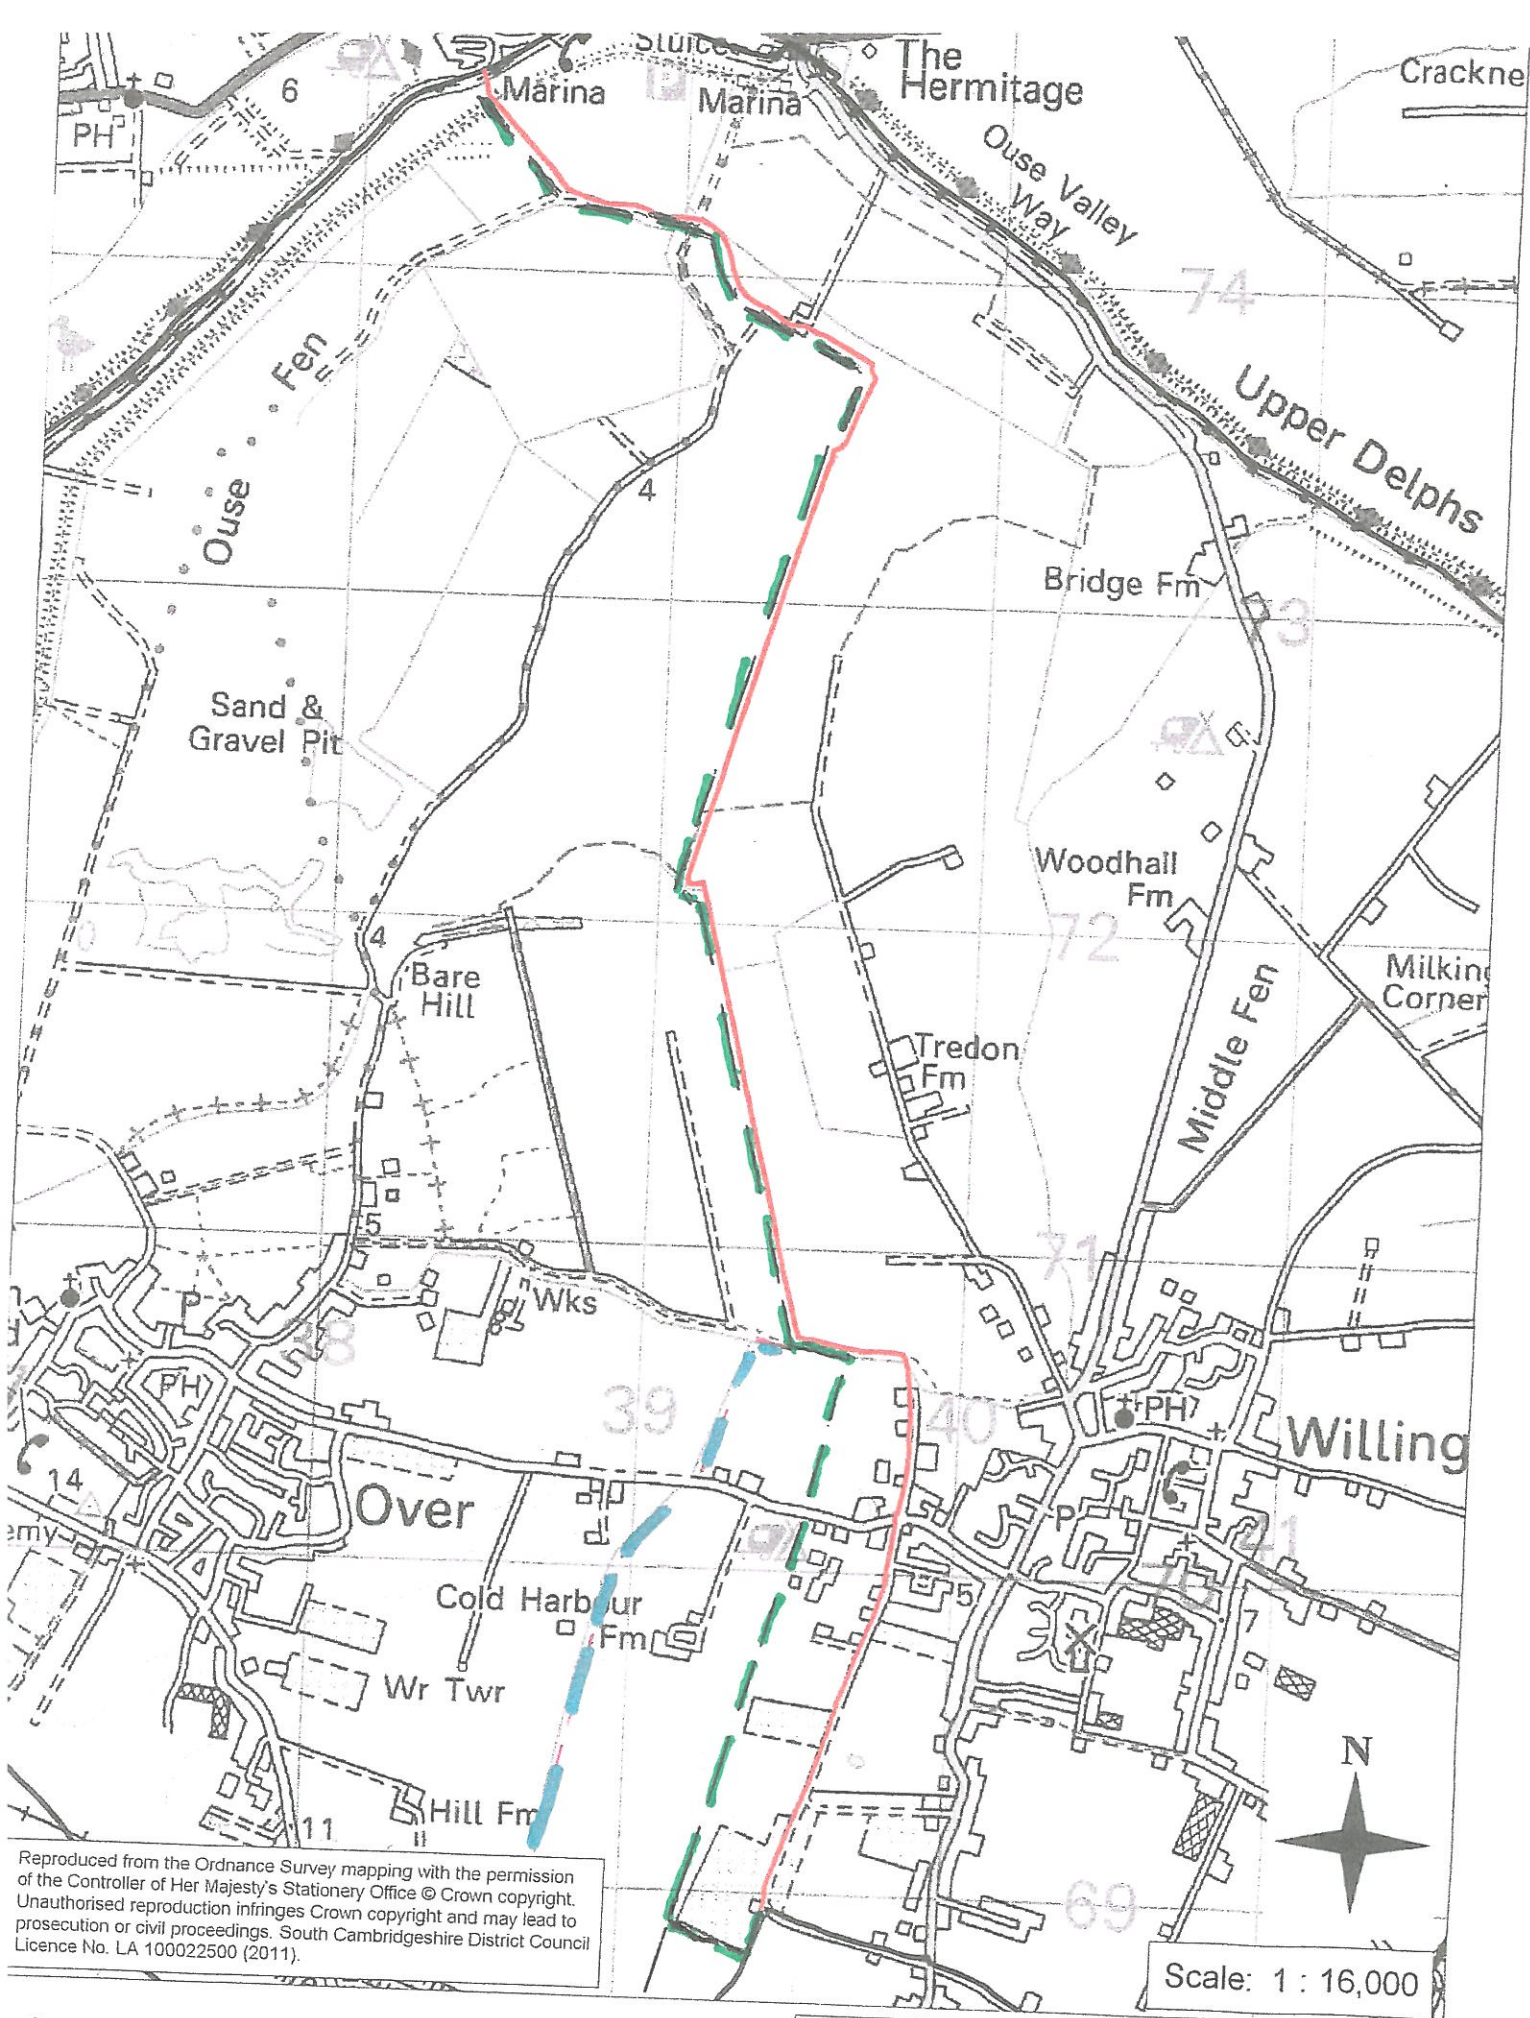 The
Hermitage
Crackne
6
Marina
Marina
PH
Ouse Valley
Way
74
Ouse Fen
Upper Delphs
4
Bridge Fm
3
Sand &
Gravel Pit
Woodhall
Fm
72
4
Bare
Hill
Milking
Corner
Middle Fen
Tredon
Fm
5
71
Wks
P
38
PH
39
40
PH
Willing
14
Over
P
41
emy
Cold Harbour
Fm
5
70
7
Wr Twr
N
Hill Fm
11
69
Reproduced from the Ordnance Survey mapping with the permission
of the Controller of Her Majesty's Stationery Office © Crown copyright.
Unauthorised reproduction infringes Crown copyright and may lead to
prosecution or civil proceedings. South Cambridgeshire District Council
Licence No. LA 100022500 (2011).
Scale: 1 : 16,000